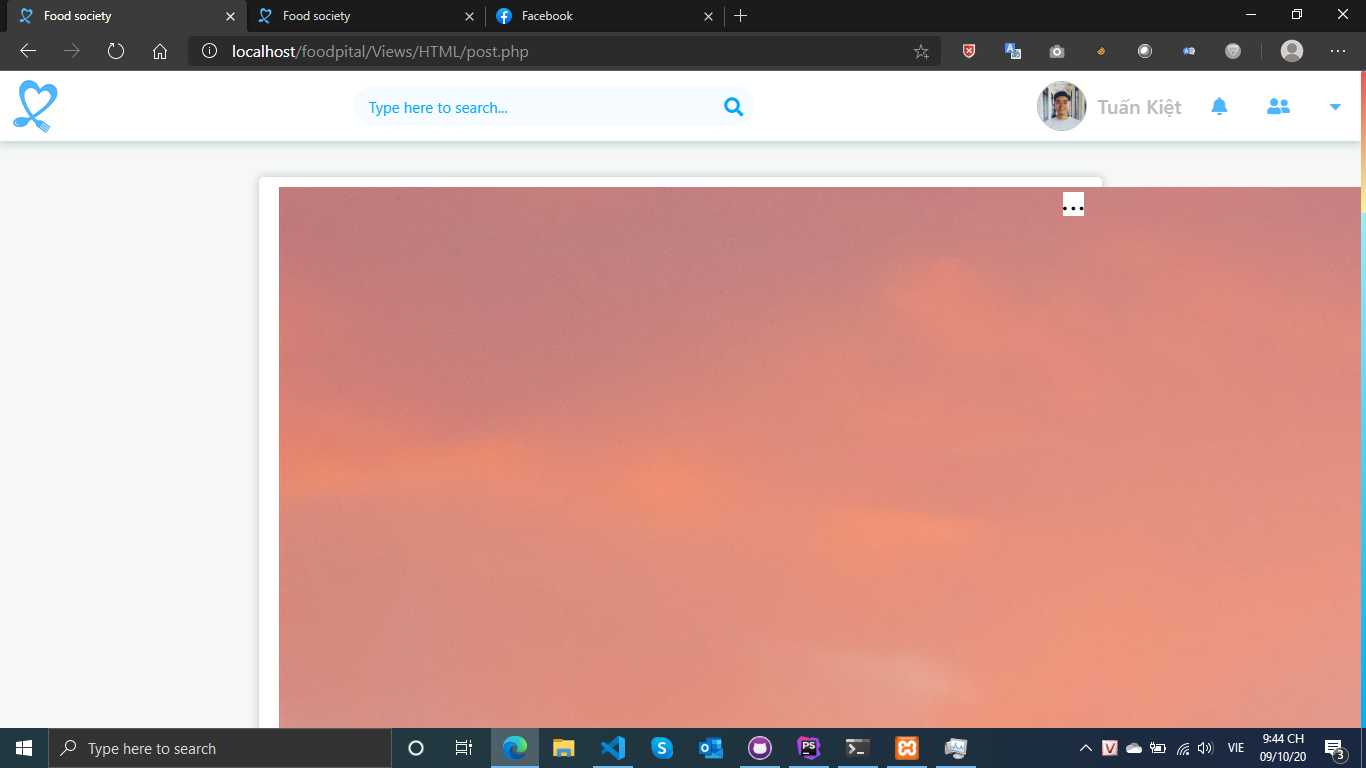 Food society
Food society
Facebook
localhost/foodpital/Views/HTML/post.php
Type here to search...
Tuấn Kiệt
...
Type here to search
VIE
9:44 CH
09/10/20
3